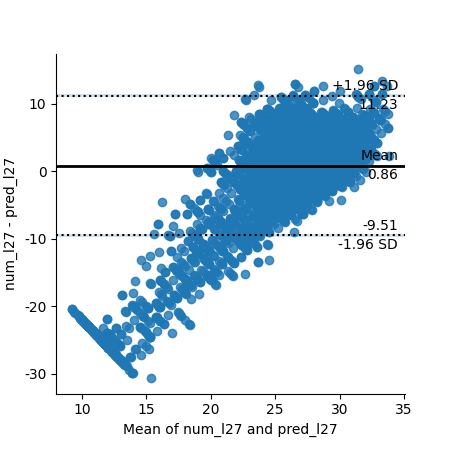 +1.96 SD
11.23
Mean
0.86
-9.51
-1.96 SD
10
0
-10
-20
-30
num_l27 - pred_l27
10 15 20 25 30 35
Mean of num_l27 and pred_l27